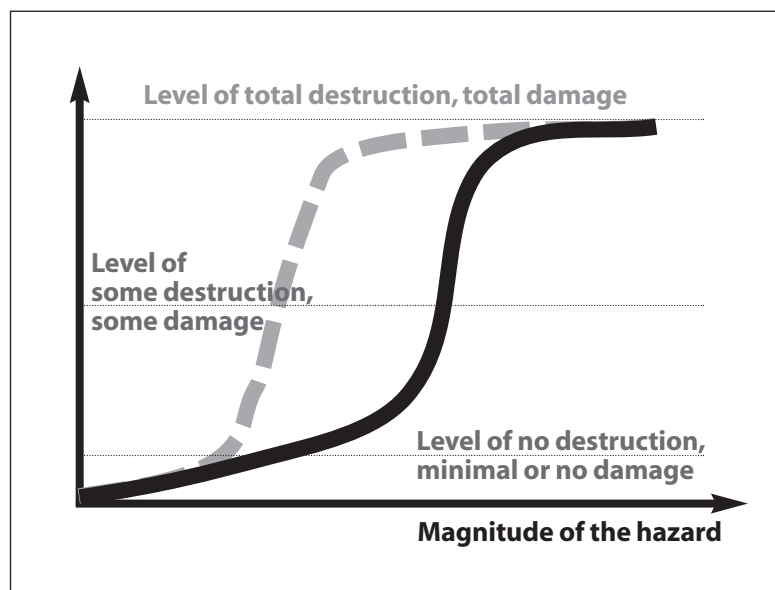 Level of total destruction, total damage
Level of
some destruction,
some damage
Level of no destruction,
minimal or no damage
Magnitude of the hazard